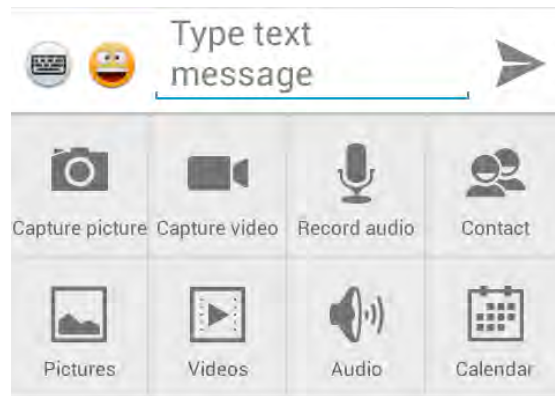 Type text
message
Capture picture Capture video Record audio Contact
Pictures Videos Audio Calendar